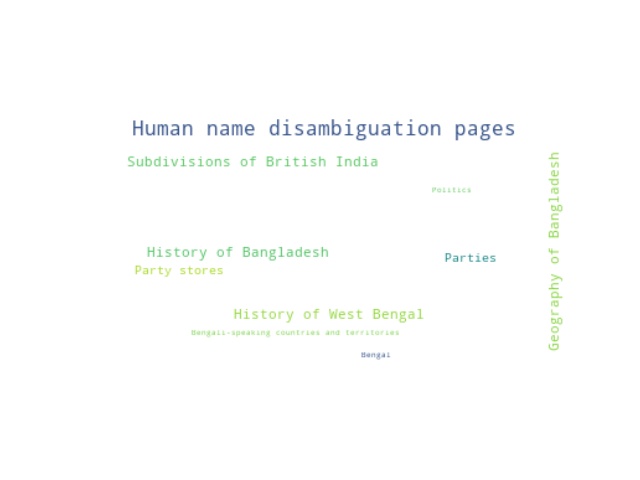 Human name disambiguation pages
Subdivisions of British India
Politics
Geography of Bangladesh
History of Bangladesh
Parties
Party stores
History of West Bengal
Bengali-speaking countries and territories
Bengal